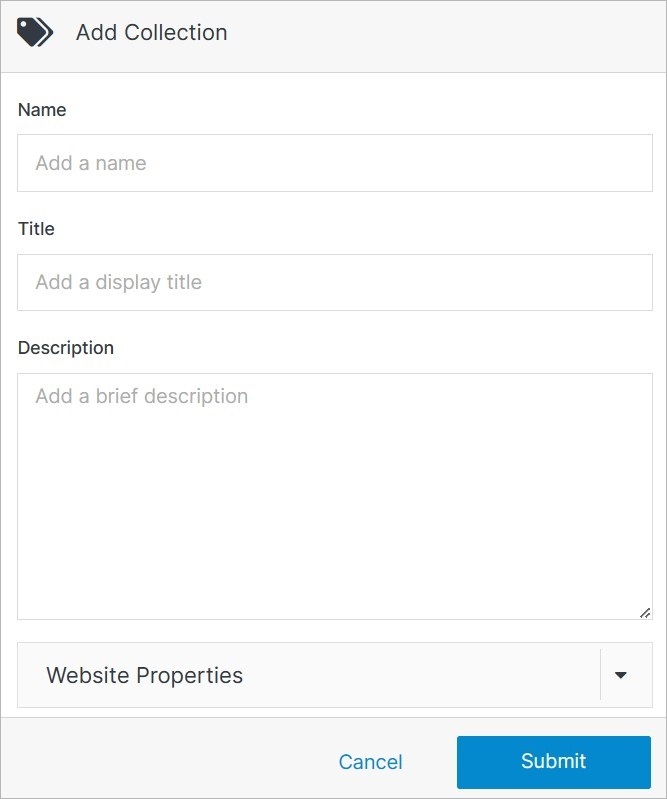 Add Collection
Name
Add a name
Title
Add a display title
Description
Add a brief description
Website Properties
Cancel
Submit